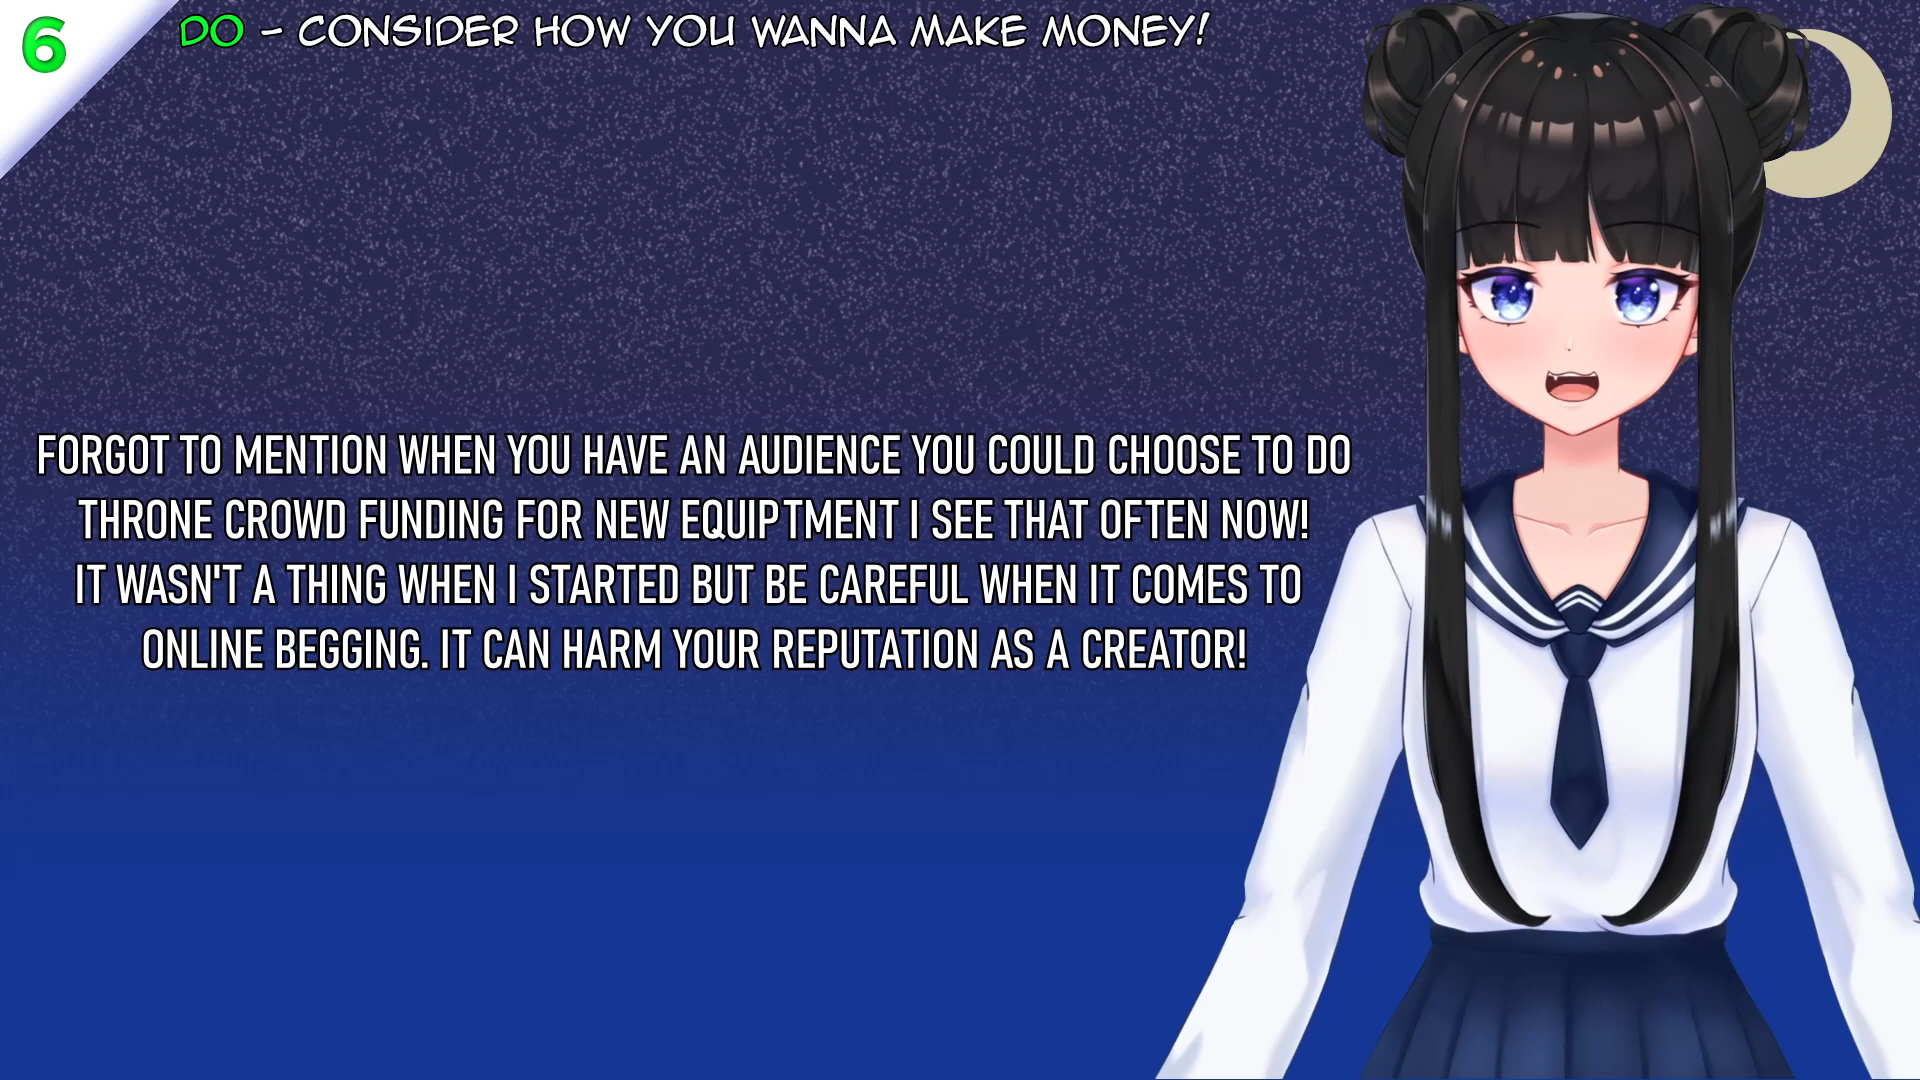 6
DO - CONSIDER HOW YOU WANNA MAKE MONEY!
FORGOT TO MENTION WHEN YOU HAVE AN AUDIENCE YOU COULD CHOOSE TO DO
THRONE CROWD FUNDING FOR NEW EQUIPTMENT I SEE THAT OFTEN NOW!
IT WASN'T A THING WHEN I STARTED BUT BE CAREFUL WHEN IT COMES TO
ONLINE BEGGING. IT CAN HARM YOUR REPUTATION AS A CREATOR!